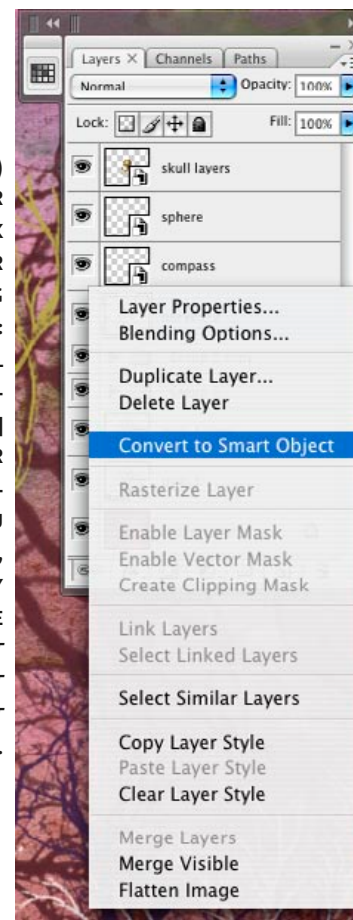 Layers × Channels Paths
Normal Opacity: 100%
Lock: Fill: 100%
skull layers
sphere
compass
Layer Properties...
Blending Options...
Duplicate Layer...
Delete Layer
Convert to Smart Object
Rasterize Layer
Enable Layer Mask
Enable Vector Mask
Create Clipping Mask
Link Layers
Select Linked Layers
Select Similar Layers
Copy Layer Style
Paste Layer Style
Clear Layer Style
Merge Layers
Merge Visible
Flatten Image